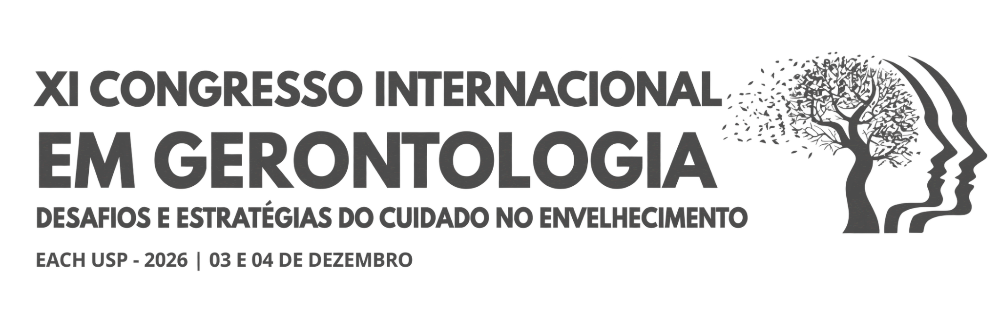 XI CONGRESSO INTERNACIONAL
EM GERONTOLOGIA
DESAFIOS E ESTRATÉGIAS DO CUIDADO NO ENVELHECIMENTO
EACH USP - 2026 | 03 E 04 DE DEZEMBRO